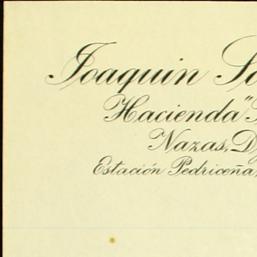 Joaquin
Hacienda "
Nazas, D
Estación Pedriceña,